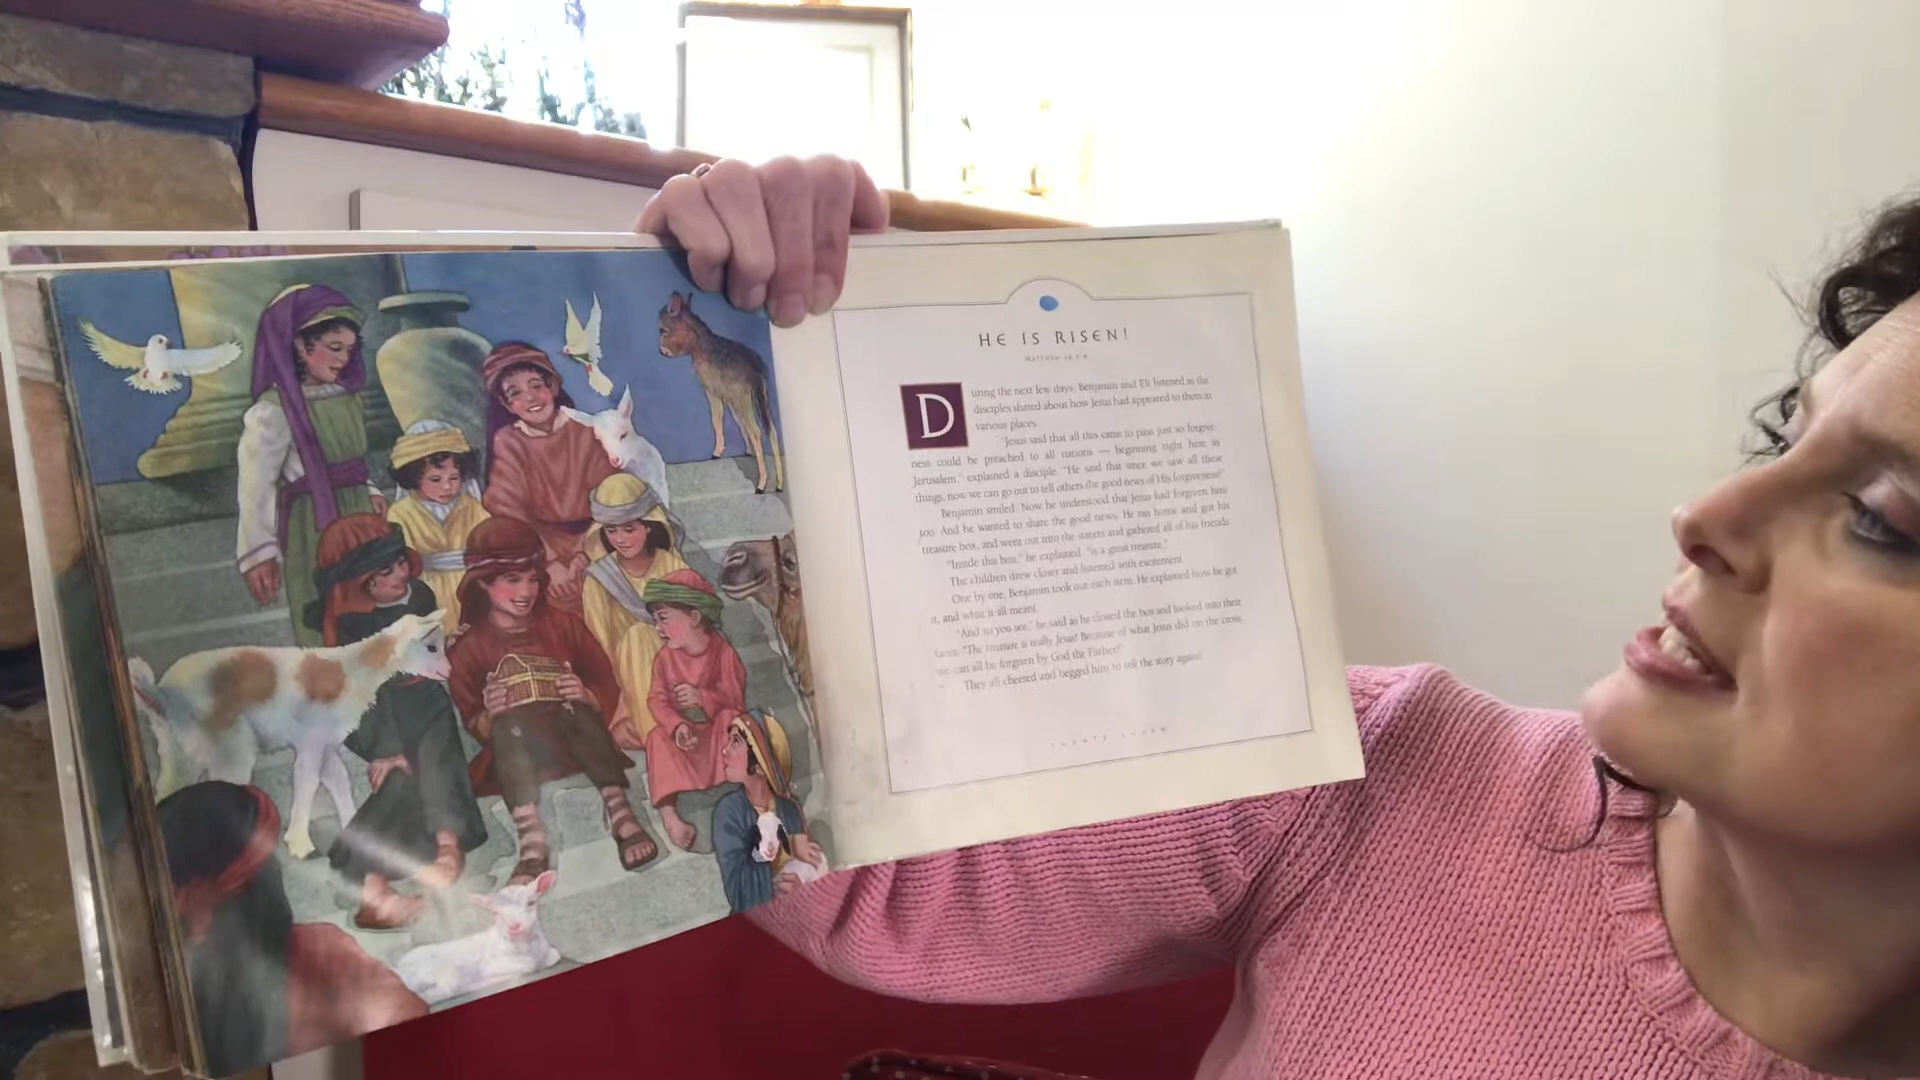 HE IS RISEN!
During the next few days, Benjamin and Eli listened as the
disciples shared about how Jesus had appeared to them in
various places.
"Jesus said that all this came to pass just so forgive-
ness could be preached to all nations — beginning right here in
Jerusalem," explained a disciple. "He said that since we saw all these
things, now we can go out to tell others the good news of His forgiveness!"
Benjamin smiled. Now he understood that Jesus had forgiven him
too. And he wanted to share the good news. He ran home and got his
treasure box, and went out into the streets and gathered all of his friends.
"Inside this box," he explained, "is a great treasure."
The children drew closer and listened with excitement.
One by one, Benjamin took out each item. He explained how he got
it, and what it all meant.
"And so you see," he said as he closed the box and looked into their
faces. "The treasure is really Jesus! Because of what Jesus did on the cross,
we can all be forgiven by God the Father!"
They all cheered and begged him to tell the story again!